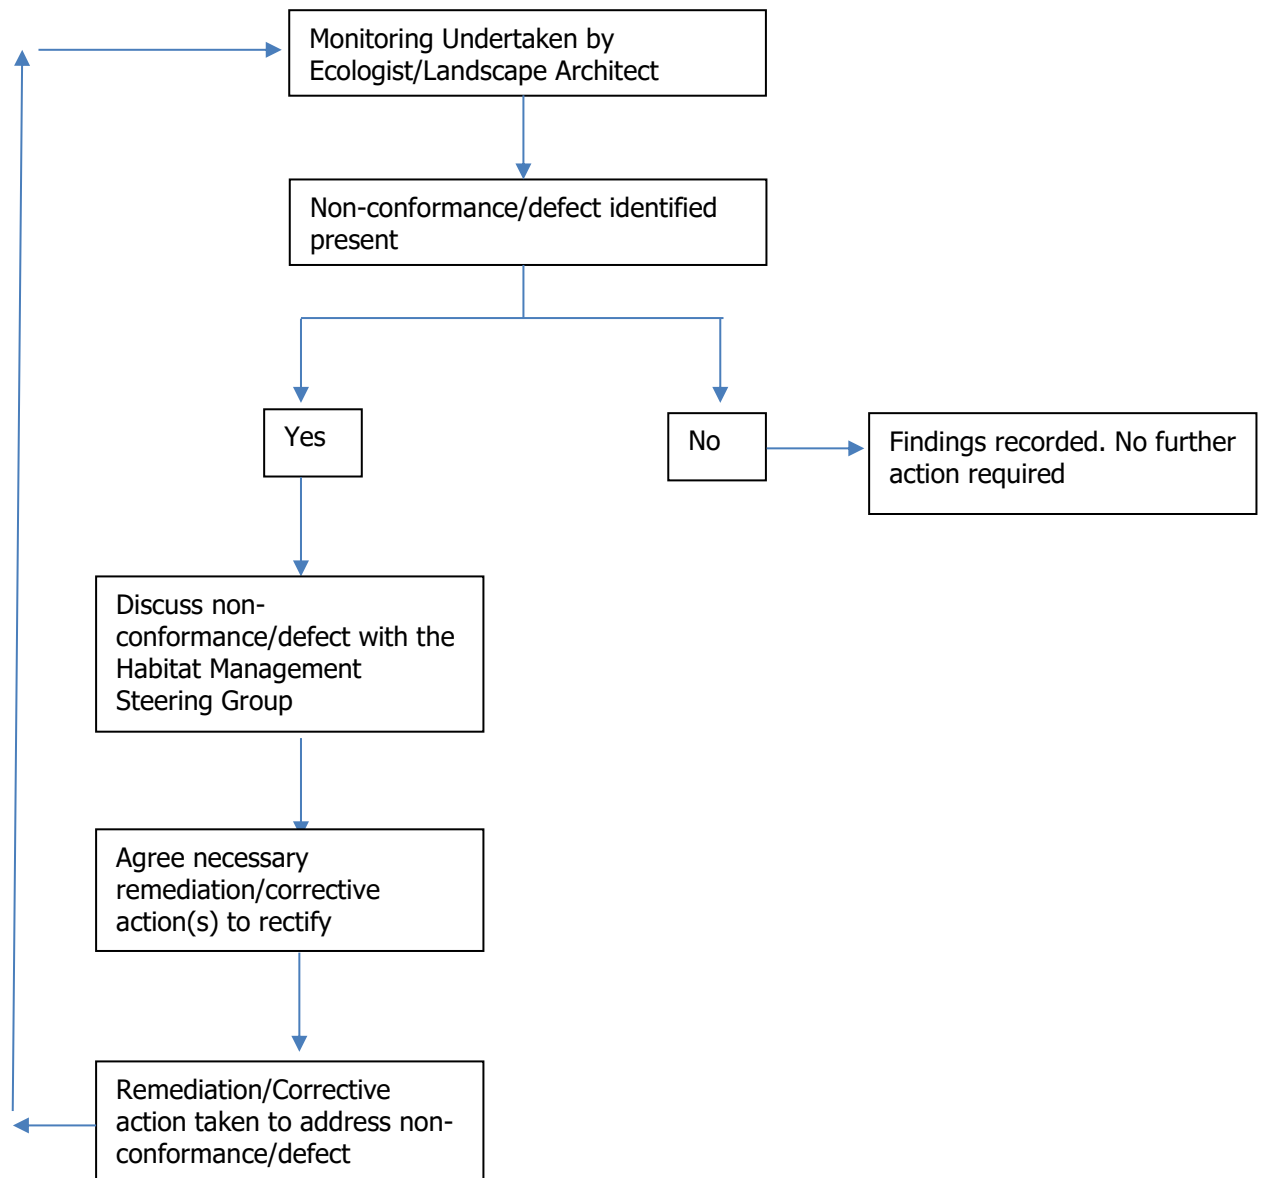 Monitoring Undertaken by
Ecologist/Landscape Architect
Non-conformance/defect identified
present
Yes
No
Findings recorded. No further
action required
Discuss non-
conformance/defect with the
Habitat Management
Steering Group
Agree necessary
remediation/corrective
action(s) to rectify
Remediation/Corrective
action taken to address non-
conformance/defect